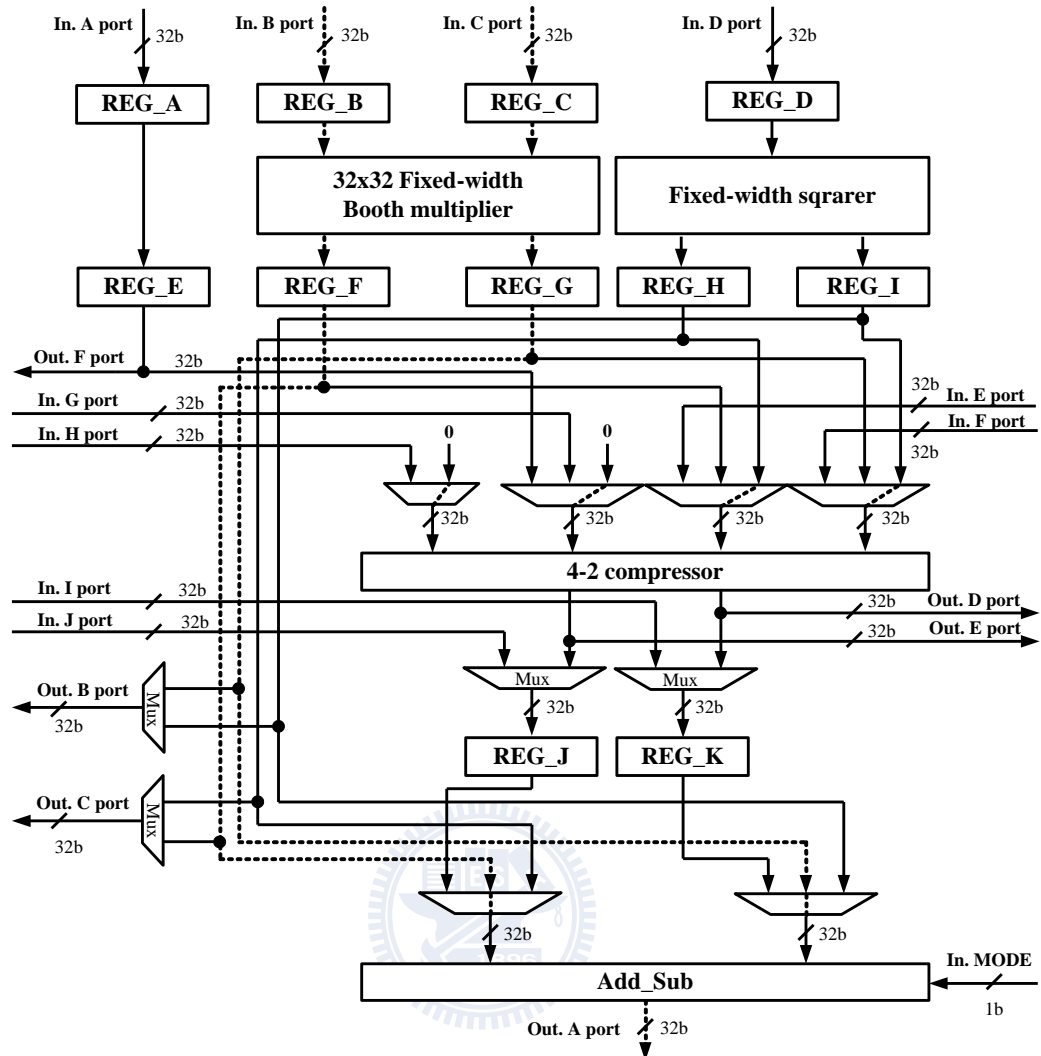 In. A port
In. B port
In. C port
In. D port
32b
32b
32b
32b
REG_A
REG_B
REG_C
REG_D
32x32 Fixed-width
Booth multiplier
Fixed-width sqrarer
REG_E
REG_F
REG_G
REG_H
REG_I
Out. F port
32b
In. G port
32b
In. H port
32b
32b
In. E port
In. F port
32b
0
0
32b
32b
32b
32b
4-2 compressor
In. I port
32b
In. J port
32b
32b
Out. D port
32b
Out. E port
Mux
Mux
32b
32b
Out. B port
32b
Mux
REG_J
REG_K
Out. C port
32b
Mux
32b
32b
1896
In. MODE
1b
Add_Sub
Out. A port
32b